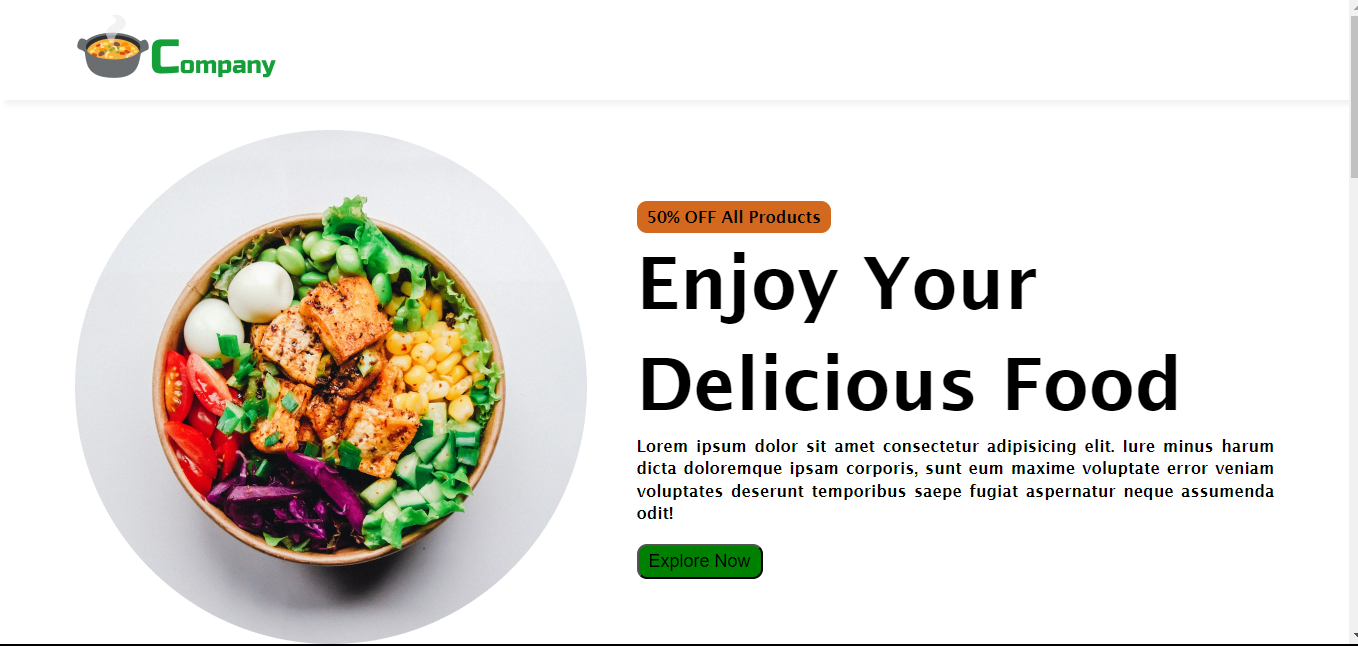 Company
50% OFF All Products
Enjoy Your
Delicious Food
Lorem ipsum dolor sit amet consectetur adipisicing elit. Iure minus harum
dicta doloremque ipsam corporis, sunt eum maxime voluptate error veniam
voluptates deserunt temporibus saepe fugiat aspernatur neque assumenda
odit!
Explore Now